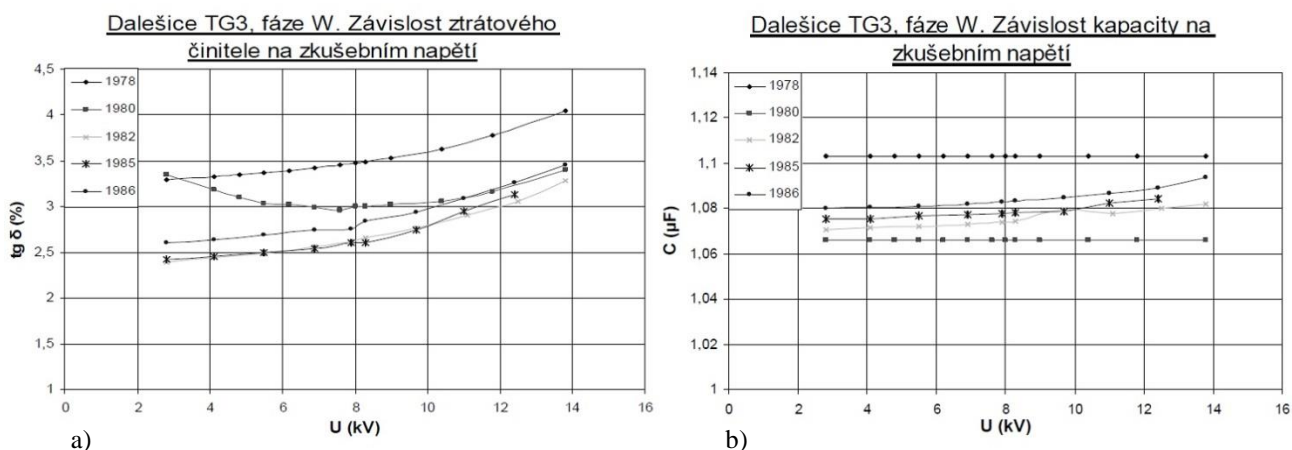 Dalešice TG3, fáze W. Závislost ztrátového
činitele na zkušebním napětí
4,5
4
3,5
3
2,5
2
1,5
1
tg δ (%)
1978
1980
1982
1985
1986
0 2 4 6 8 10 12 14 16
U (kV)
a)
Dalešice TG3, fáze W. Závislost kapacity na
zkušebním napětí
1,14
1,12
1,1
1,08
1,06
1,04
1,02
1
C (µF)
1978
1980
1982
1985
1986
0 2 4 6 8 10 12 14 16
U (kV)
b)